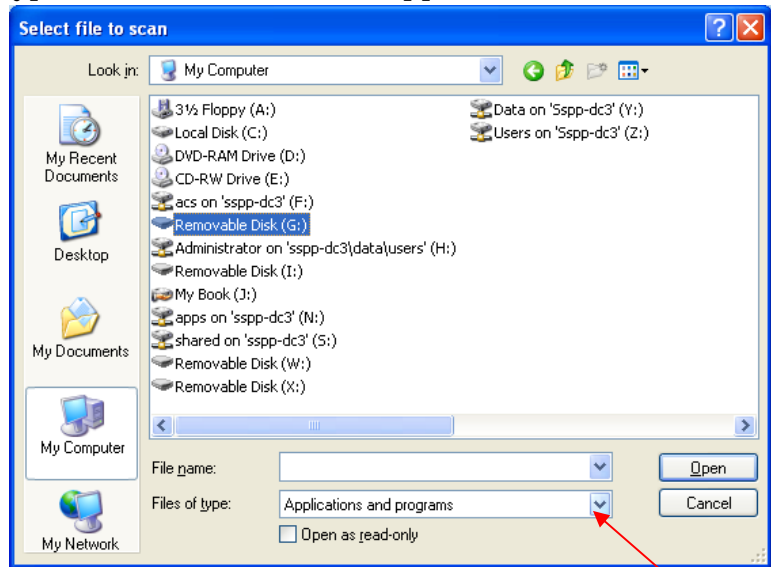 Select file to scan
Look in:
My Computer
My Recent
Documents
Desktop
My Documents
My Computer
My Network
3½ Floppy (A:)
Local Disk (C:)
DVD-RAM Drive (D:)
CD-RW Drive (E:)
acs on 'sspp-dc3' (F:)
Removable Disk (G:)
Administrator on 'sspp-dc3\data\users' (H:)
Removable Disk (I:)
My Book (J:)
apps on 'sspp-dc3' (N:)
shared on 'sspp-dc3' (S:)
Removable Disk (W:)
Removable Disk (X:)
Data on 'Sspp-dc3' (Y:)
Users on 'Sspp-dc3' (Z:)
File name:
Open
Files of type:
Applications and programs
Cancel
Open as read-only